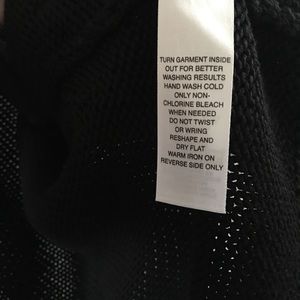 TURN GARMENT INSIDE
OUT FOR BETTER
WASHING RESULTS
HAND WASH COLD
ONLY NON-
CHLORINE BLEACH
WHEN NEEDED
DO NOT TWIST
OR WRING
RESHAPE AND
DRY FLAT
WARM IRON ON
REVERSE SIDE ONLY